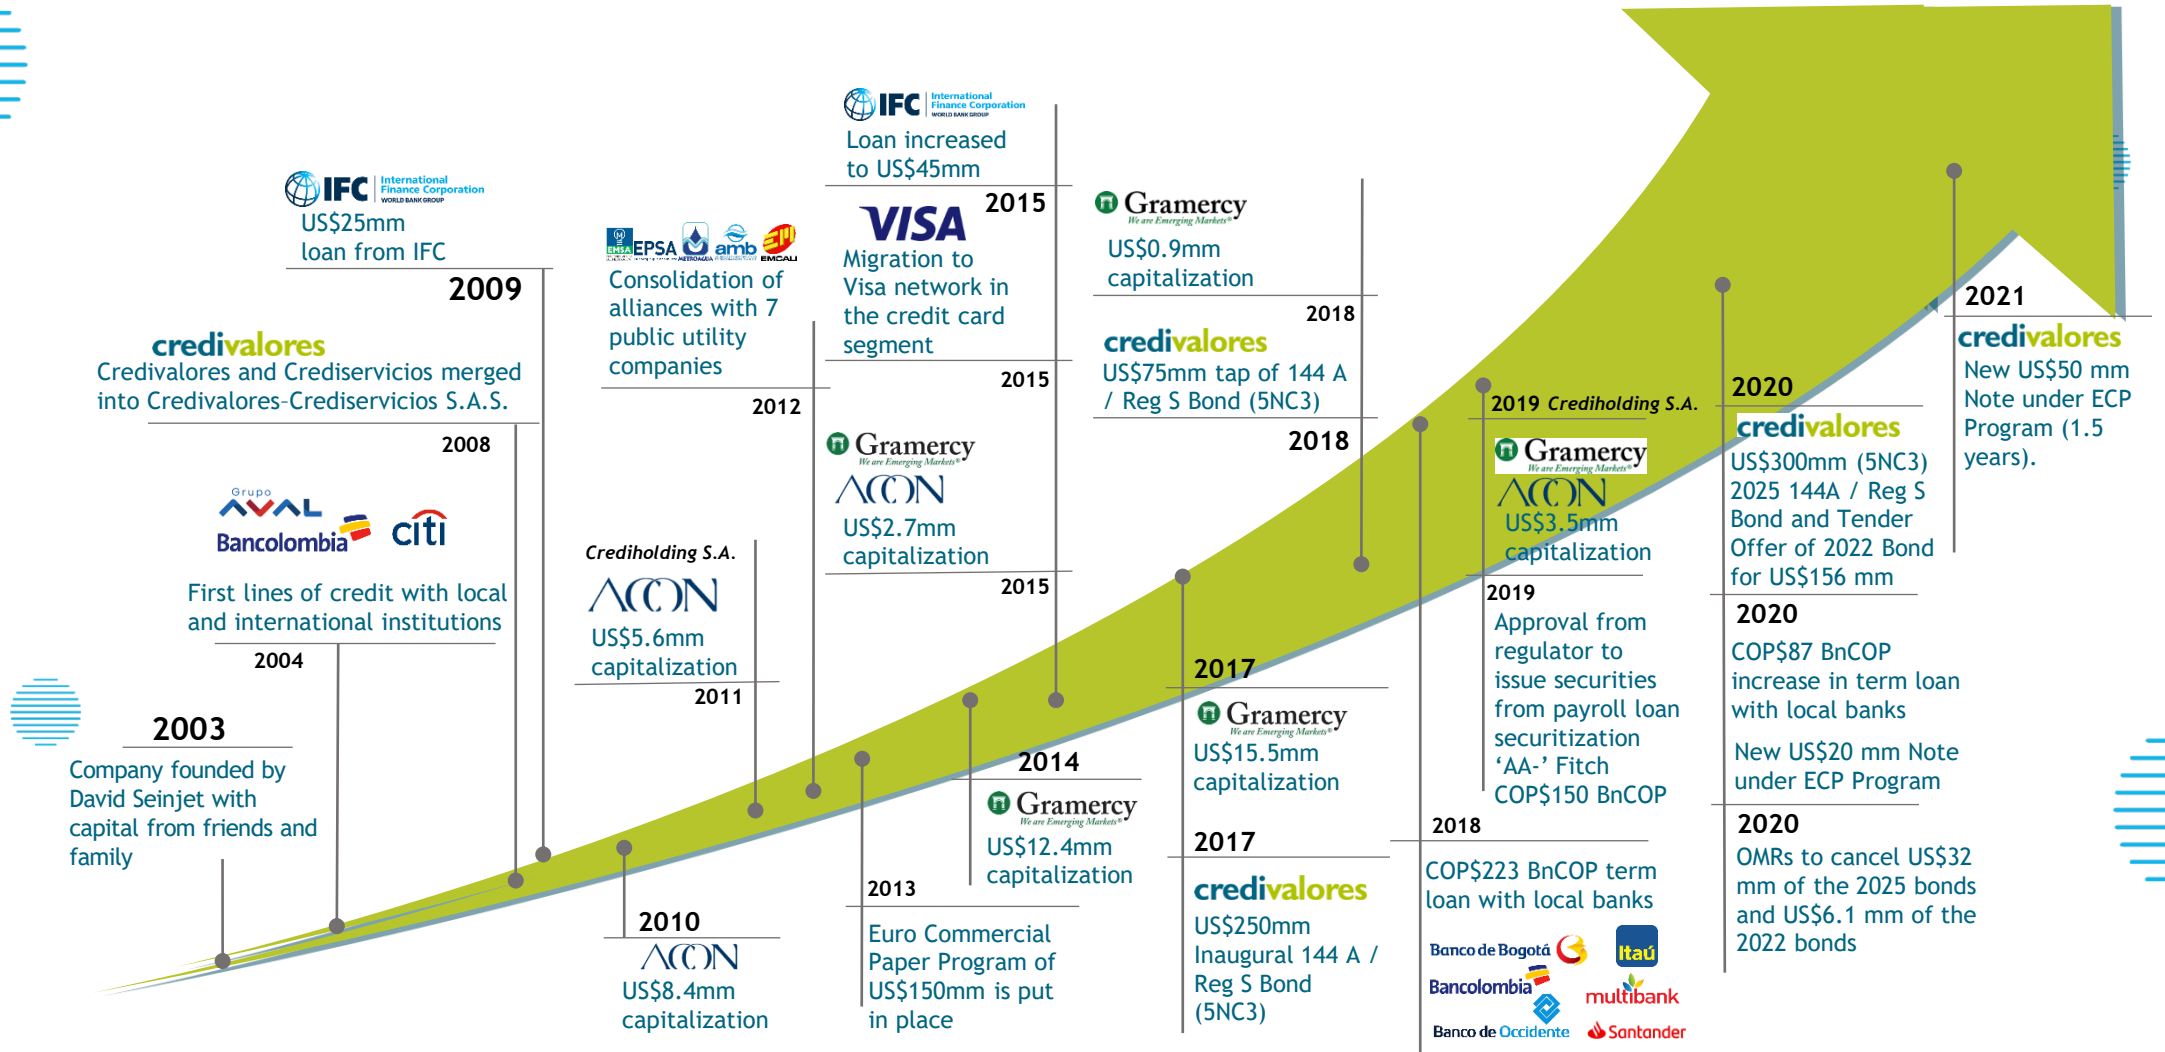 2003
Company founded by
David Seinjet with
capital from friends and
family
Grupo
AVAL
Bancolombia
citi
First lines of credit with local
and international institutions
2004
credivalores
Credivalores and Crediservicios merged
into Credivalores–Crediservicios S.A.S.
2008
IFC
International
Finance Corporation
WORLD BANK GROUP
US$25mm
loan from IFC
2009
2010
ACON
US$8.4mm
capitalization
Crediholding S.A.
ACON
US$5.6mm
capitalization
2011
EMSA
EPSA
METROAGUA
amb
EMCALI
Consolidation of
alliances with 7
public utility
companies
2012
2013
Euro Commercial
Paper Program of
US$150mm is put
in place
2014
Gramercy
We are Emerging Markets®
US$12.4mm
capitalization
IFC
International
Finance Corporation
WORLD BANK GROUP
Loan increased
to US$45mm
2015
VISA
Migration to
Visa network in
the credit card
segment
2015
Gramercy
We are Emerging Markets®
ACON
US$2.7mm
capitalization
2015
2017
Gramercy
We are Emerging Markets®
US$15.5mm
capitalization
2017
credivalores
US$250mm
Inaugural 144 A /
Reg S Bond
(5NC3)
Gramercy
We are Emerging Markets®
US$0.9mm
capitalization
2018
credivalores
US$75mm tap of 144 A
/ Reg S Bond (5NC3)
2018
2018
COP$223 BnCOP term
loan with local banks
Banco de Bogotá
Itaú
Bancolombia
multibank
Banco de Occidente
Santander
2019 Crediholding S.A.
Gramercy
We are Emerging Markets®
ACON
US$3.5mm
capitalization
2019
Approval from
regulator to
issue securities
from payroll loan
securitization
‘AA-’ Fitch
COP$150 BnCOP
2020
credivalores
US$300mm (5NC3)
2025 144A / Reg S
Bond and Tender
Offer of 2022 Bond
for US$156 mm
2020
COP$87 BnCOP
increase in term loan
with local banks
New US$20 mm Note
under ECP Program
2020
OMRs to cancel US$32
mm of the 2025 bonds
and US$6.1 mm of the
2022 bonds
2021
credivalores
New US$50 mm
Note under ECP
Program (1.5
years).